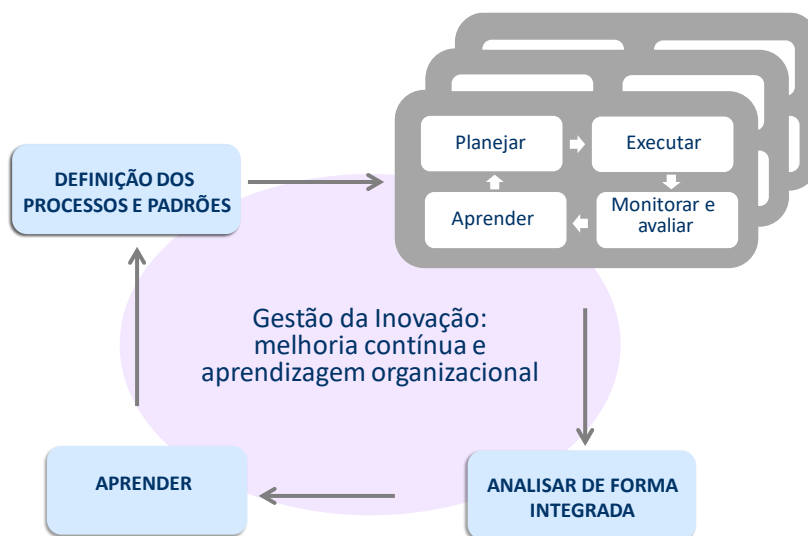 Planejar
Executar
Aprender
Monitorar e
avaliar
DEFINIÇÃO DOS
PROCESSOS E PADRÕES
Gestão da Inovação:
melhoria contínua e
aprendizagem organizacional
APRENDER
ANALISAR DE FORMA
INTEGRADA